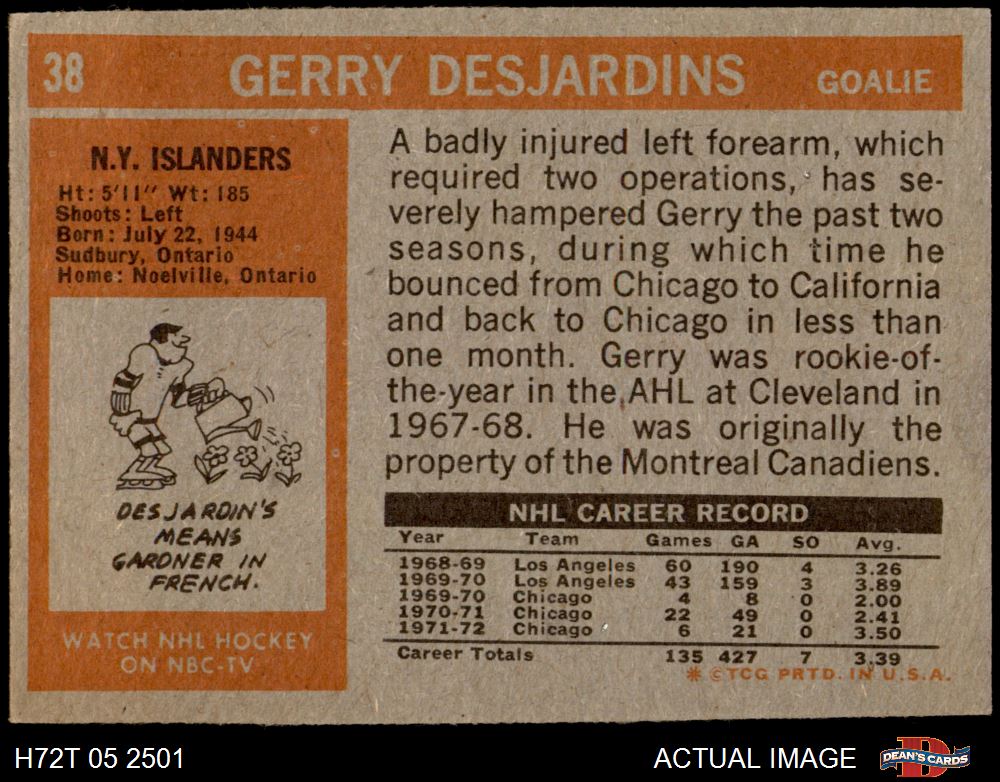 38 GERRY DESJARDINS GOALIE
N.Y. ISLANDERS
Ht: 5'11" Wt: 185
Shoots: Left
Born: July 22, 1944
Sudbury, Ontario
Home: Noelville, Ontario
DESJARDIN'S
MEANS
GARDNER IN
FRENCH.
WATCH NHL HOCKEY
ON NBC-TV
A badly injured left forearm, which
required two operations, has se-
verely hampered Gerry the past two
seasons, during which time he
bounced from Chicago to California
and back to Chicago in less than
one month. Gerry was rookie-of-
the-year in the AHL at Cleveland in
1967-68. He was originally the
property of the Montreal Canadiens.
NHL CAREER RECORD
Year Team Games GA SO Avg.
1968-69 Los Angeles 60 190 4 3.26
1969-70 Los Angeles 43 159 3 3.89
1969-70 Chicago 4 8 0 2.00
1970-71 Chicago 22 49 0 2.41
1971-72 Chicago 6 21 0 3.50
Career Totals 135 427 7 3.39
* © TCG PRTD. IN U.S.A.
H72T 05 2501 ACTUAL IMAGE DEAN'S CARDS